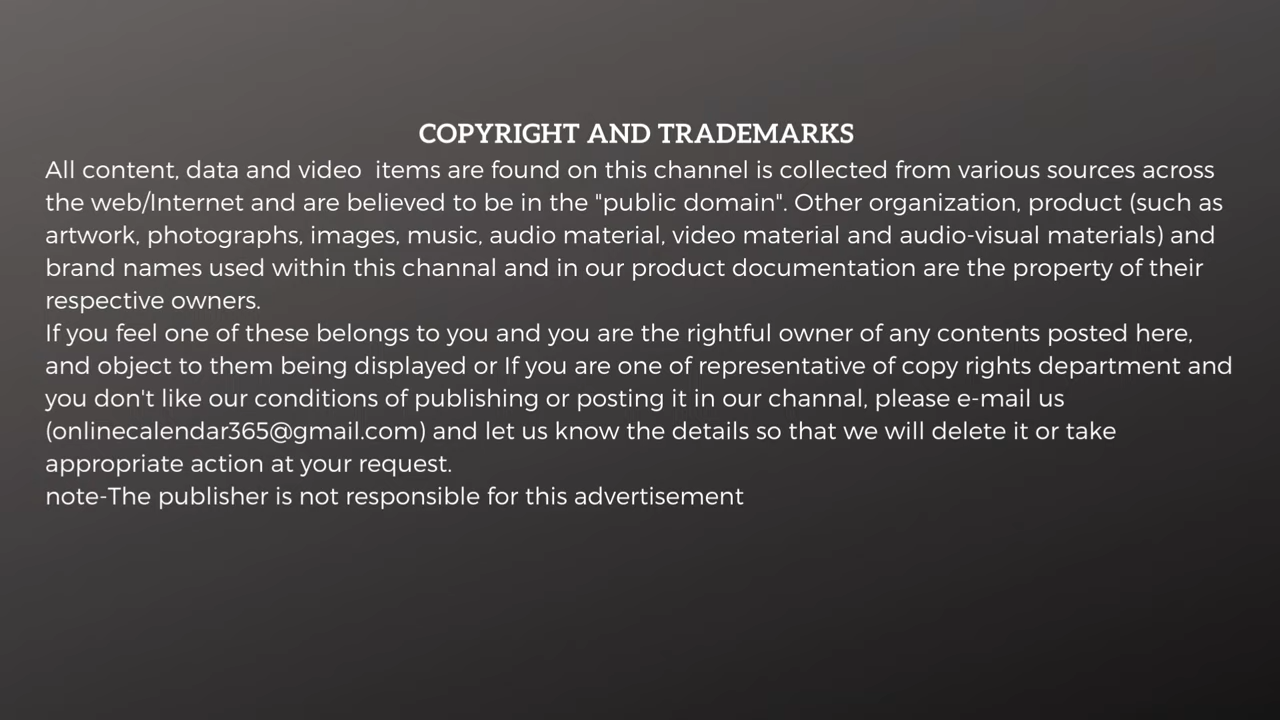 COPYRIGHT AND TRADEMARKS
All content, data and video  items are found on this channel is collected from various sources across
the web/Internet and are believed to be in the "public domain". Other organization, product (such as
artwork, photographs, images, music, audio material, video material and audio-visual materials) and
brand names used within this channal and in our product documentation are the property of their
respective owners.
If you feel one of these belongs to you and you are the rightful owner of any contents posted here,
and object to them being displayed or If you are one of representative of copy rights department and
you don't like our conditions of publishing or posting it in our channal, please e-mail us
(onlinecalendar365@gmail.com) and let us know the details so that we will delete it or take
appropriate action at your request.
note-The publisher is not responsible for this advertisement